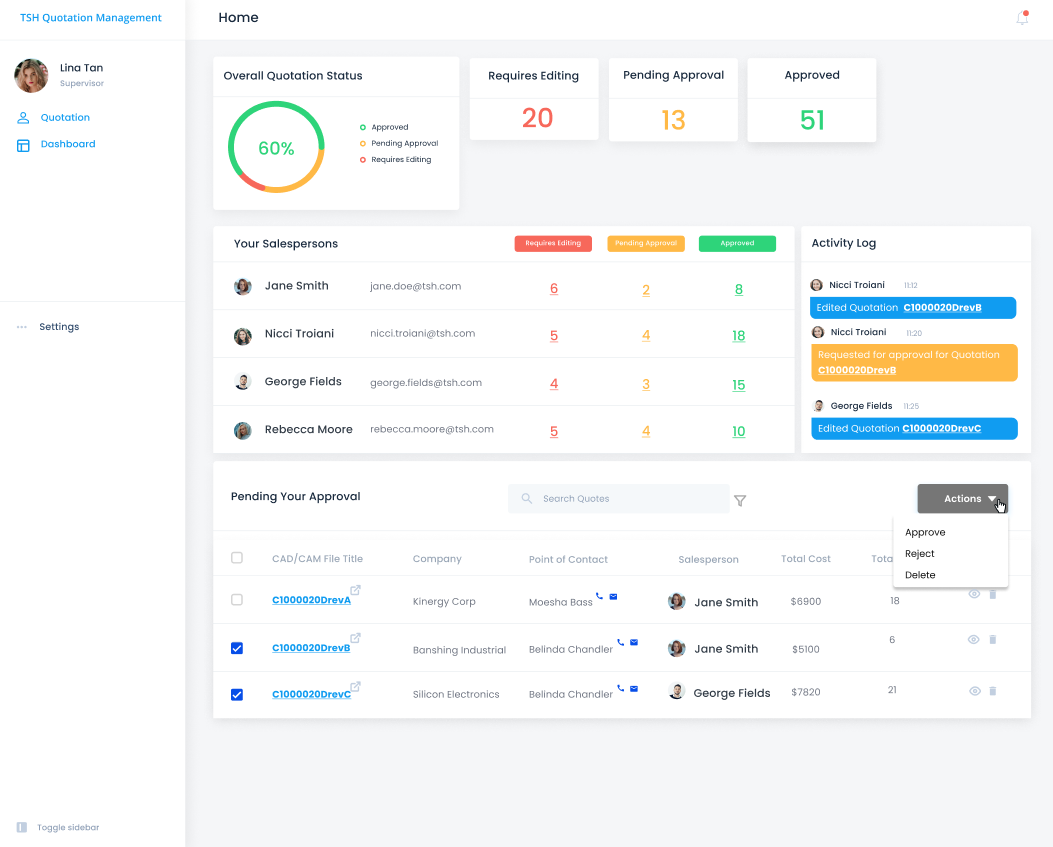 TSH Quotation Management
Home
Lina Tan
Supervisor
Quotation
Dashboard
Settings
Toggle sidebar
Overall Quotation Status
60%
Approved
Pending Approval
Requires Editing
Requires Editing
20
Pending Approval
13
Approved
51
Your Salespersons
Requires Editing
Pending Approval
Approved
Jane Smith jane.doe@tsh.com 6 2 8
Nicci Troiani nicci.troiani@tsh.com 5 4 18
George Fields george.fields@tsh.com 4 3 15
Rebecca Moore rebecca.moore@tsh.com 5 4 10
Activity Log
Nicci Troiani 11:12
Edited Quotation C1000020DrevB
Nicci Troiani 11:20
Requested for approval for Quotation
C1000020DrevB
George Fields 11:25
Edited Quotation C1000020DrevC
Pending Your Approval
Search Quotes
Actions
Approve
Reject
Delete
CAD/CAM File Title Company Point of Contact Salesperson Total Cost Tota
C1000020DrevA Kinergy Corp Moesha Bass Jane Smith $6900 18
C1000020DrevB Banshing Industrial Belinda Chandler Jane Smith $5100 6
C1000020DrevC Silicon Electronics Belinda Chandler George Fields $7820 21